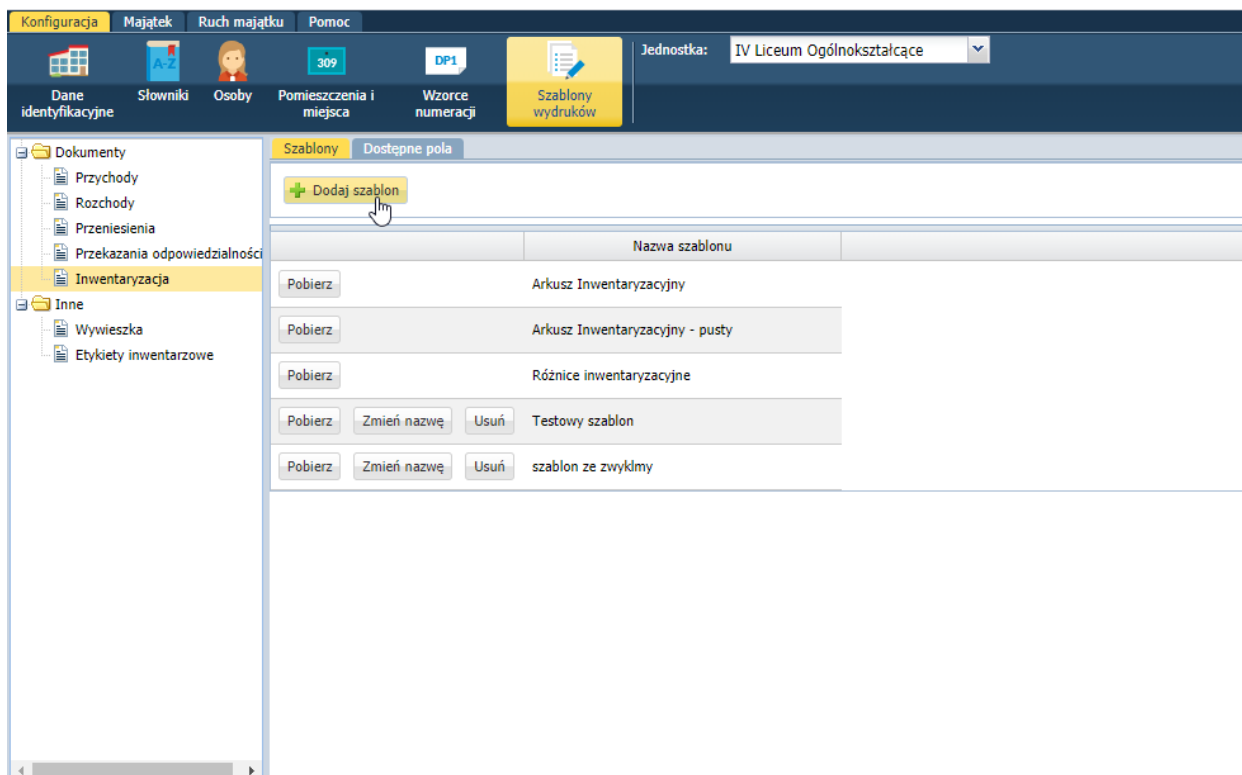 Konfiguracja Majątek Ruch majątku Pomoc
A-Z 309 DP1 Jednostka: IV Liceum Ogólnokształcące
Dane identyfikacyjne Słowniki Osoby Pomieszczenia i miejsca Wzorce numeracji Szablony wydruków
Dokumenty
Przychody
Rozchody
Przeniesienia
Przekazania odpowiedzialności
Inwentaryzacja
Inne
Wywieszka
Etykiety inwentarzowe
Szablony Dostępne pola
Dodaj szablon
Nazwa szablonu
Pobierz Arkusz Inwentaryzacyjny
Pobierz Arkusz Inwentaryzacyjny - pusty
Pobierz Różnice inwentaryzacyjne
Pobierz Zmień nazwę Usuń Testowy szablon
Pobierz Zmień nazwę Usuń szablon ze zwyklmy